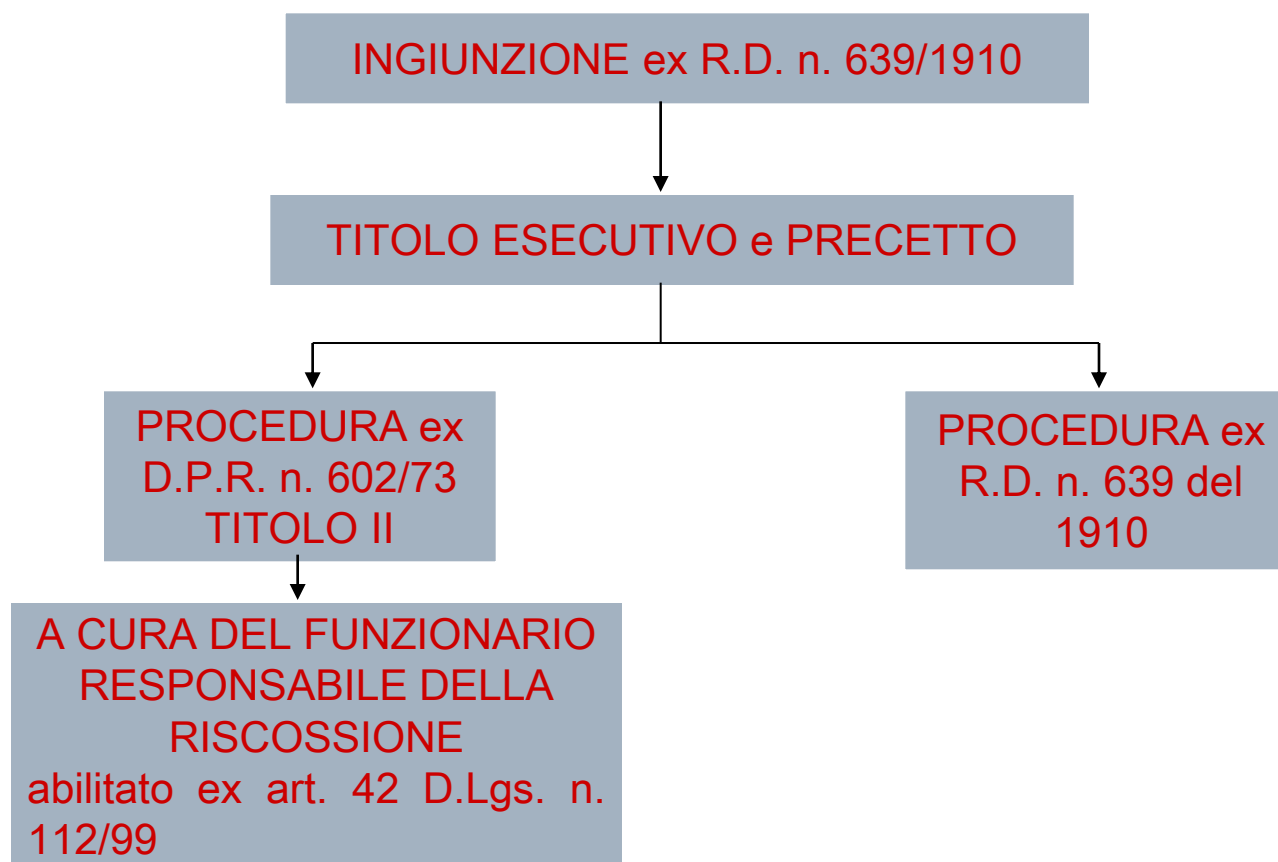 INGIUNZIONE ex R.D. n. 639/1910
TITOLO ESECUTIVO e PRECETTO
PROCEDURA ex
D.P.R. n. 602/73
TITOLO II
PROCEDURA ex
R.D. n. 639 del
1910
A CURA DEL FUNZIONARIO
RESPONSABILE DELLA
RISCOSSIONE
abilitato ex art. 42 D.Lgs. n.
112/99